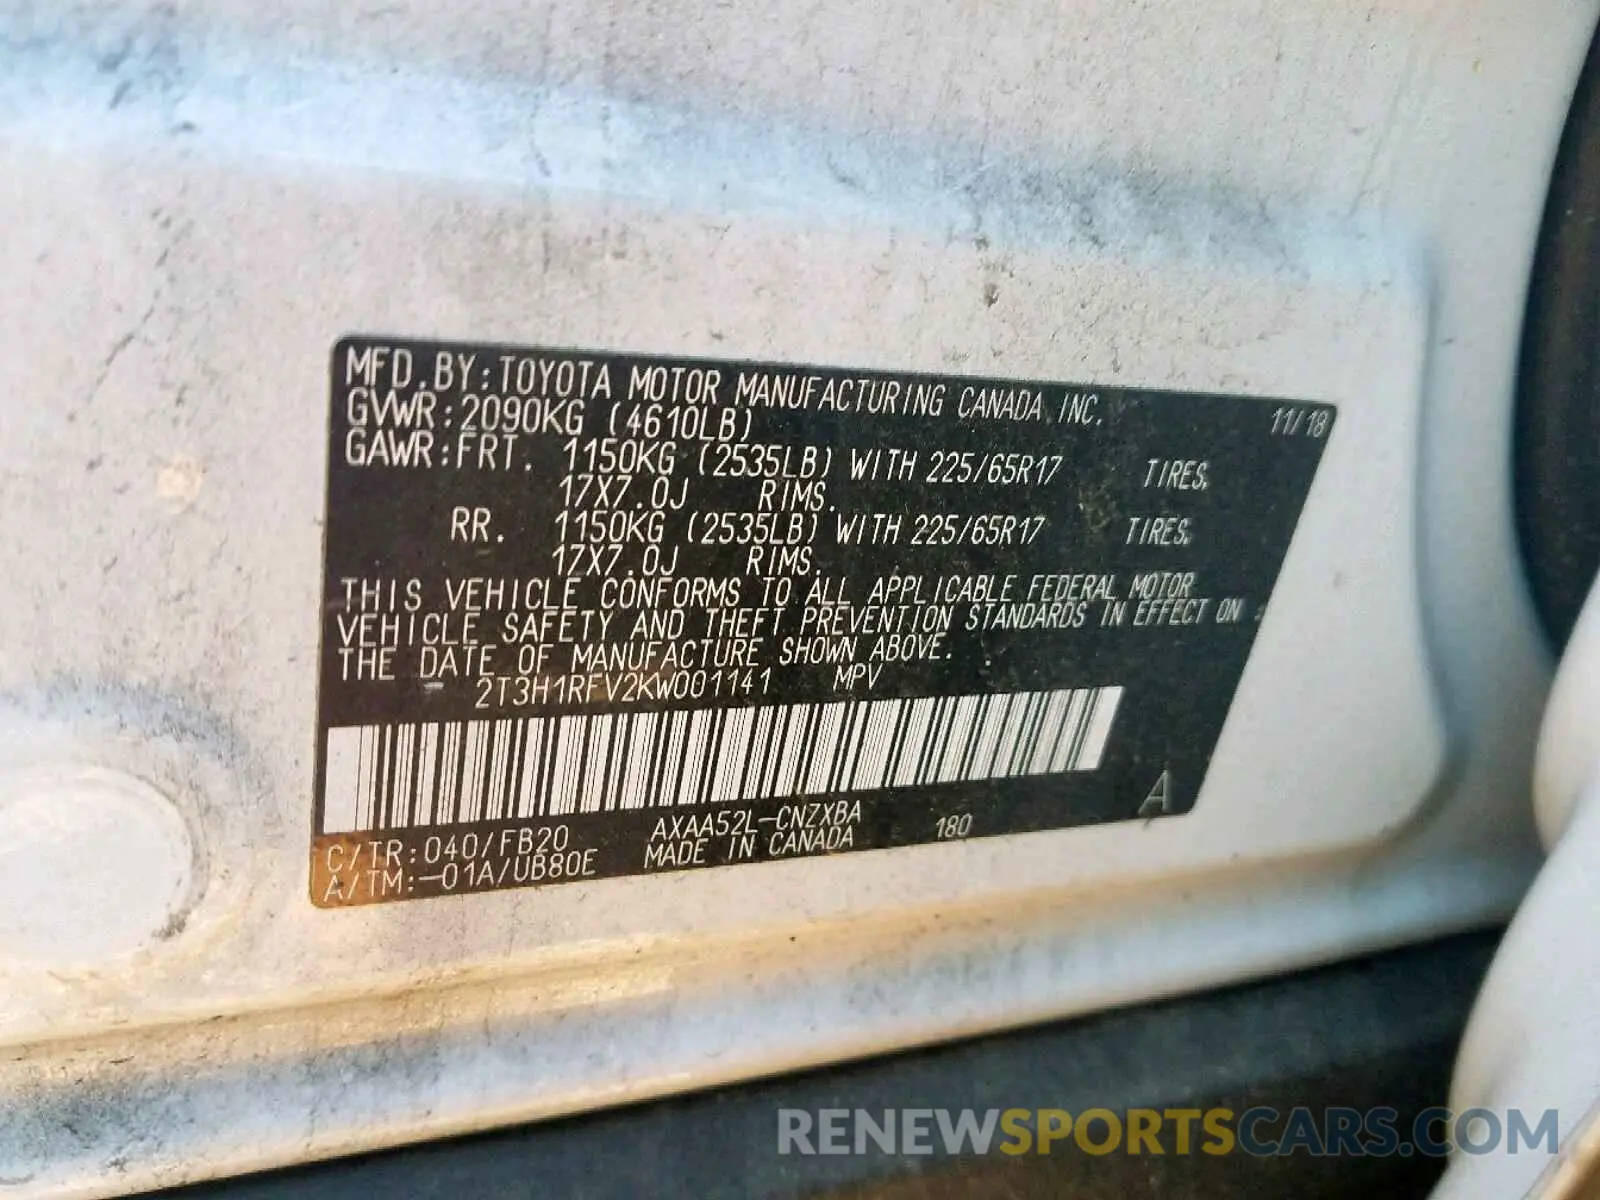 MFD.BY:TOYOTA MOTOR MANUFACTURING CANADA INC. 11/18
GVWR:2090KG (4610LB)
GAWR:FRT. 1150KG (2535LB) WITH 225/65R17 TIRES,
17X7.0J RIMS.
RR. 1150KG (2535LB) WITH 225/65R17 TIRES,
17X7.0J RIMS.
THIS VEHICLE CONFORMS TO ALL APPLICABLE FEDERAL MOTOR
VEHICLE SAFETY AND THEFT PREVENTION STANDARDS IN EFFECT ON
THE DATE OF MANUFACTURE SHOWN ABOVE.
2T3H1RFV2KW001141 MPV
C/TR:040/FB20 AXAA52L-CNZXBA 180 A
A/TM:-01A/UB80E MADE IN CANADA
RENEWSPORTSCARS.COM